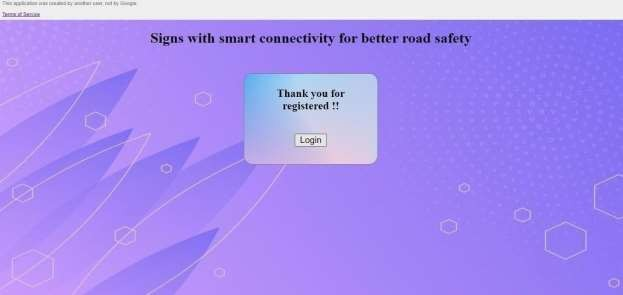 This application was created by another user, not by Google.
Terms of Service
Signs with smart connectivity for better road safety
Thank you for
registered !!
Login